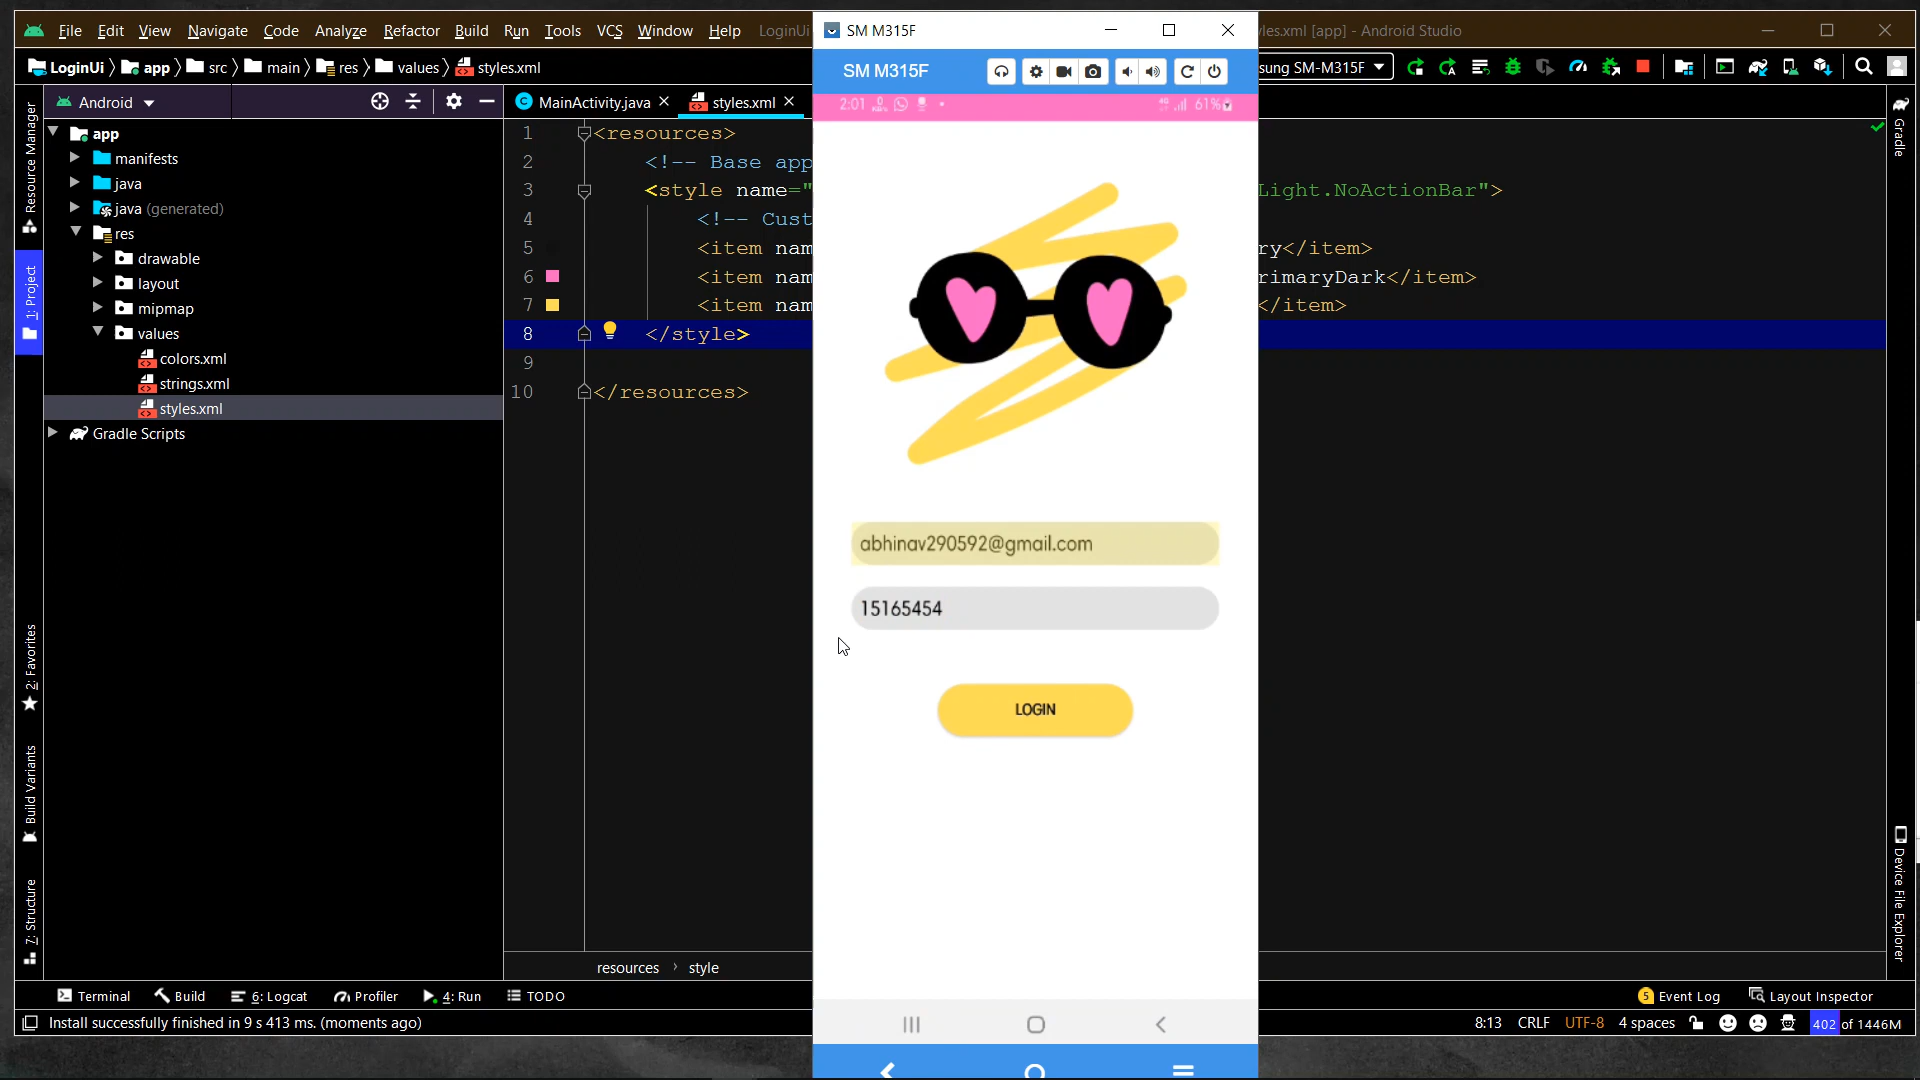 File Edit View Navigate Code Analyze Refactor Build Run Tools VCS Window Help LoginUi
SM M315F
les.xml [app] - Android Studio
LoginUi app src main res values styles.xml
SM M315F
sung SM-M315F
Android
MainActivity.java
styles.xml
2:01
61%
app
manifests
java
java (generated)
res
drawable
layout
mipmap
values
colors.xml
strings.xml
styles.xml
Gradle Scripts
1 <resources>
2 <!-- Base app
3 <style name=" Light.NoActionBar">
4 <!-- Cust
5 <item nam ry</item>
6 <item nam rimaryDark</item>
7 <item nam </item>
8 </style>
9
10 </resources>
abhinav290592@gmail.com
15165454
LOGIN
Resource Manager
1: Project
2: Favorites
Build Variants
7: Structure
Gradle
Device File Explorer
resources › style
Terminal Build 6: Logcat Profiler 4: Run TODO
5 Event Log Layout Inspector
Install successfully finished in 9 s 413 ms. (moments ago)
8:13 CRLF UTF-8 4 spaces 402 of 1446M